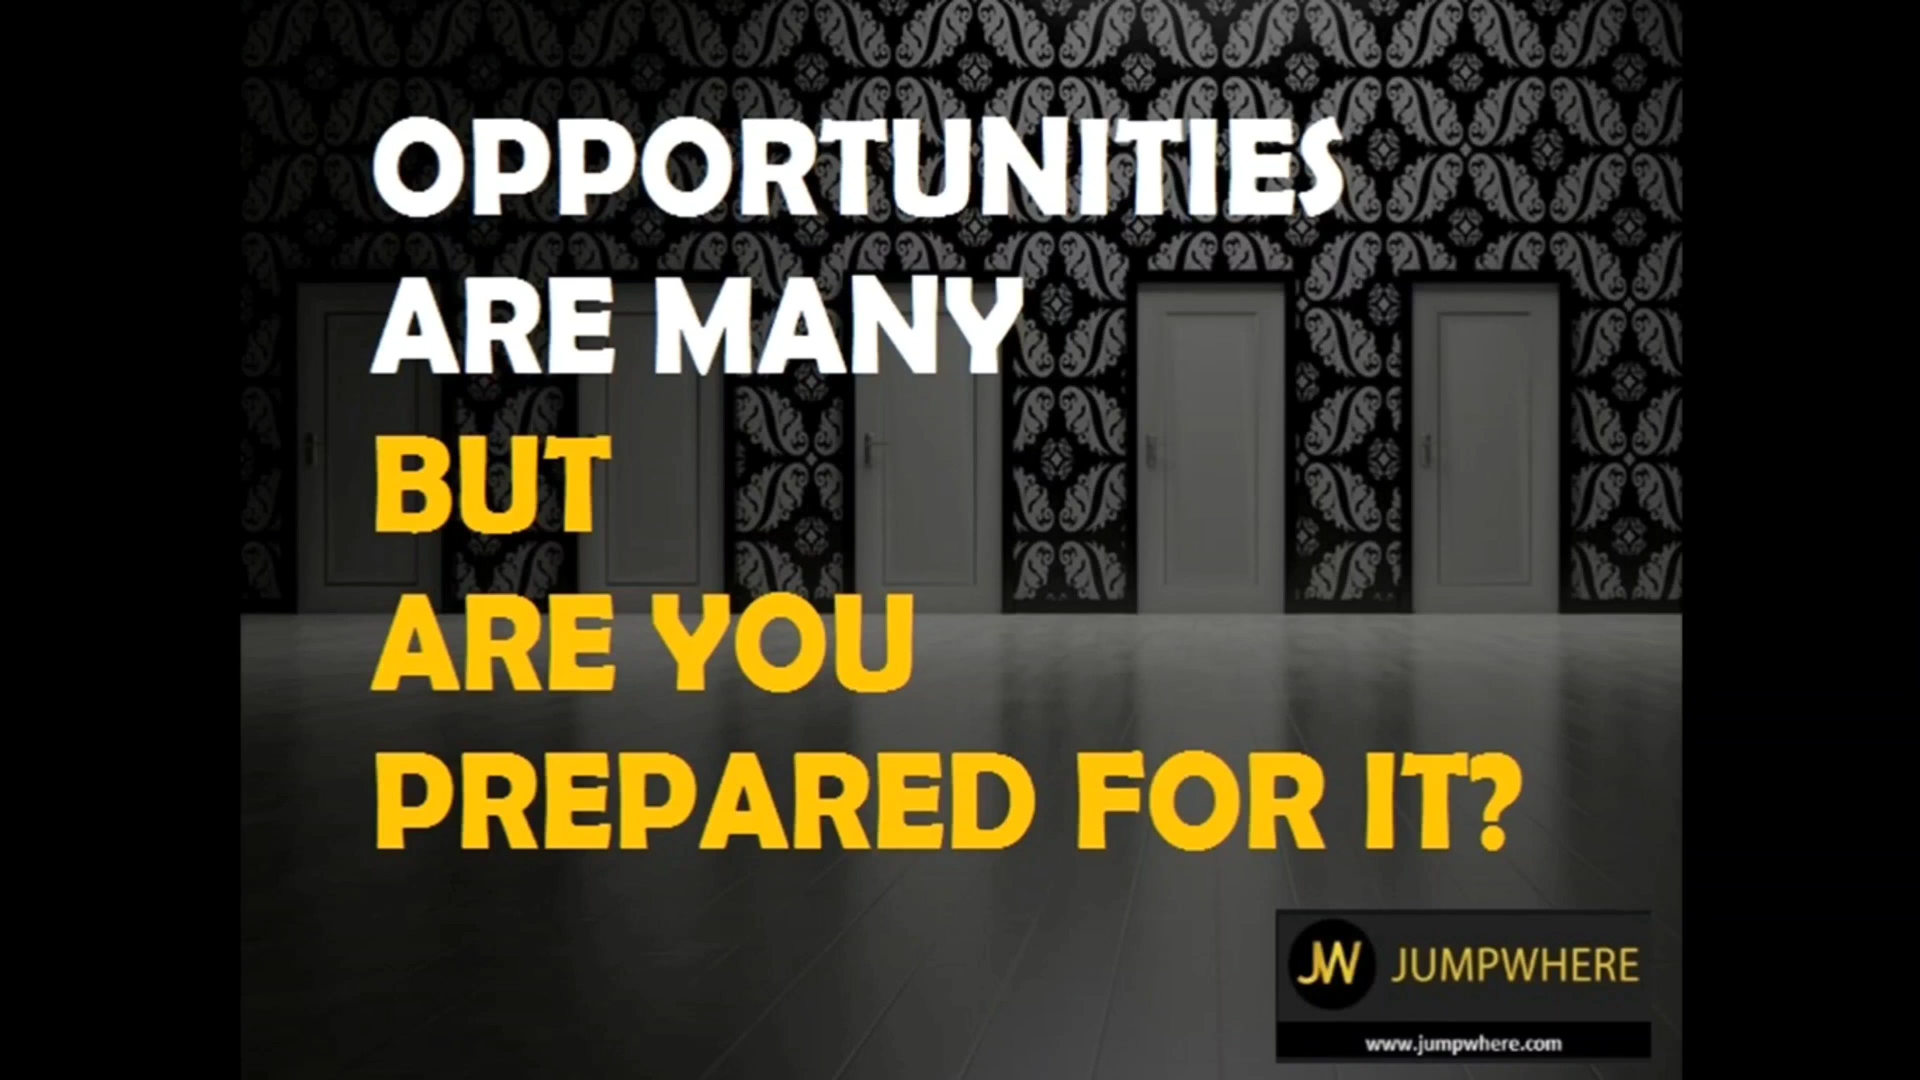 OPPORTUNITIES
ARE MANY
BUT
ARE YOU
PREPARED FOR IT?
JW JUMPWHERE
www.jumpwhere.com